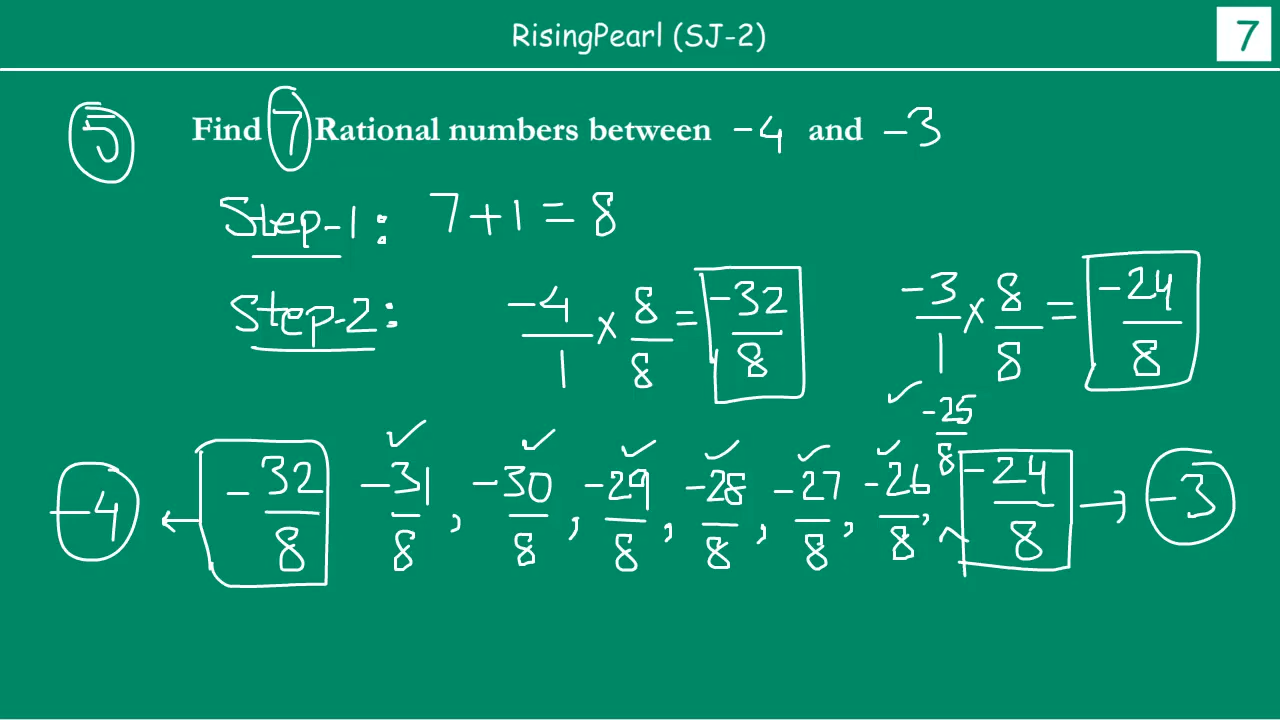 RisingPearl (SJ-2)
7
5 Find 7 Rational numbers between -4 and -3
Step-1: 7+1=8
Step-2: -4/1 × 8/8 = -32/8 -3/1 × 8/8 = -24/8
-4 ← -32/8 -31/8, -30/8, -29/8, -28/8, -27/8, -26/8, -25/8 -24/8 → -3